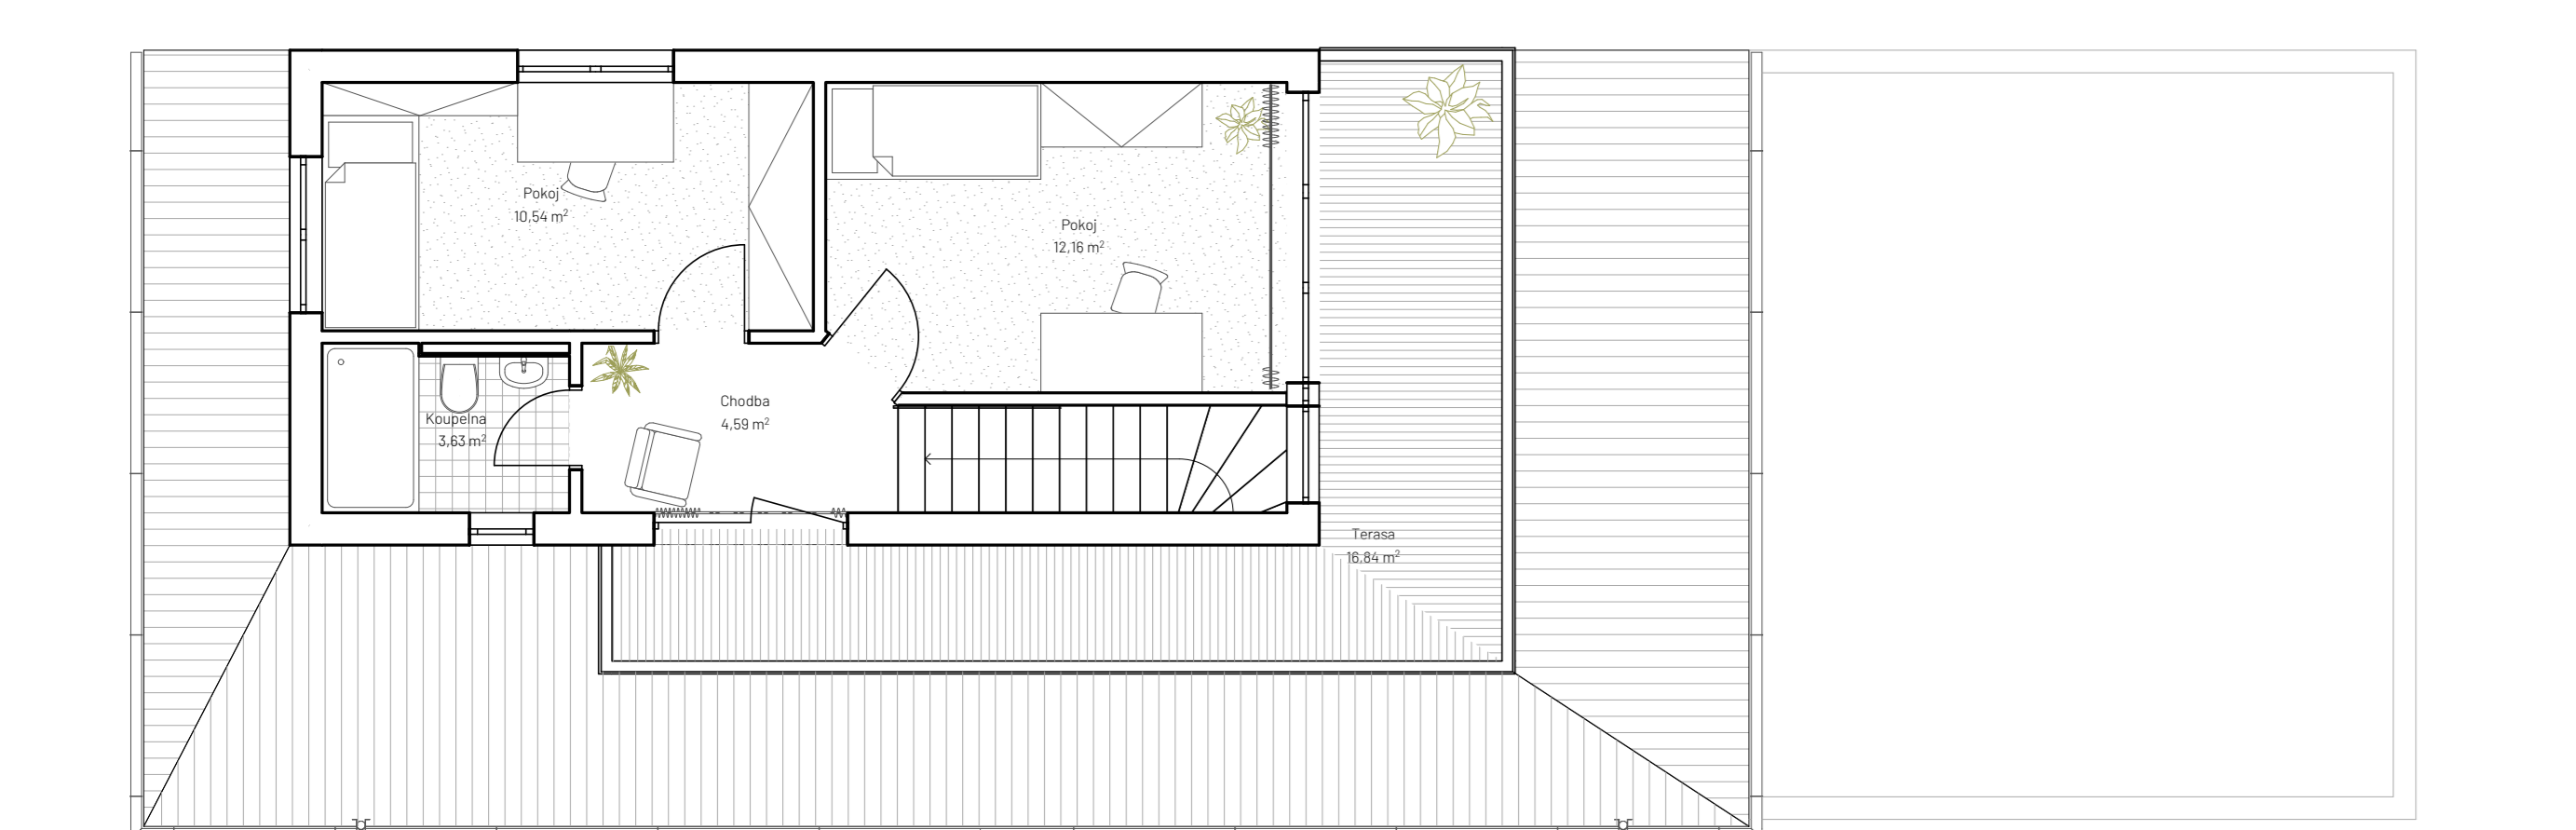 Pokoj
10,54 m²
Pokoj
12,16 m²
Chodba
4,59 m²
Koupelna
3,63 m²
Terasa
16,84 m²